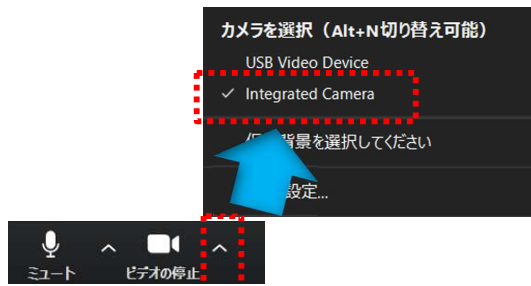 カメラを選択（Alt+N切り替え可能）
USB Video Device
✓ Integrated Camera
背景を選択してください
設定...
ミュート
ビデオの停止